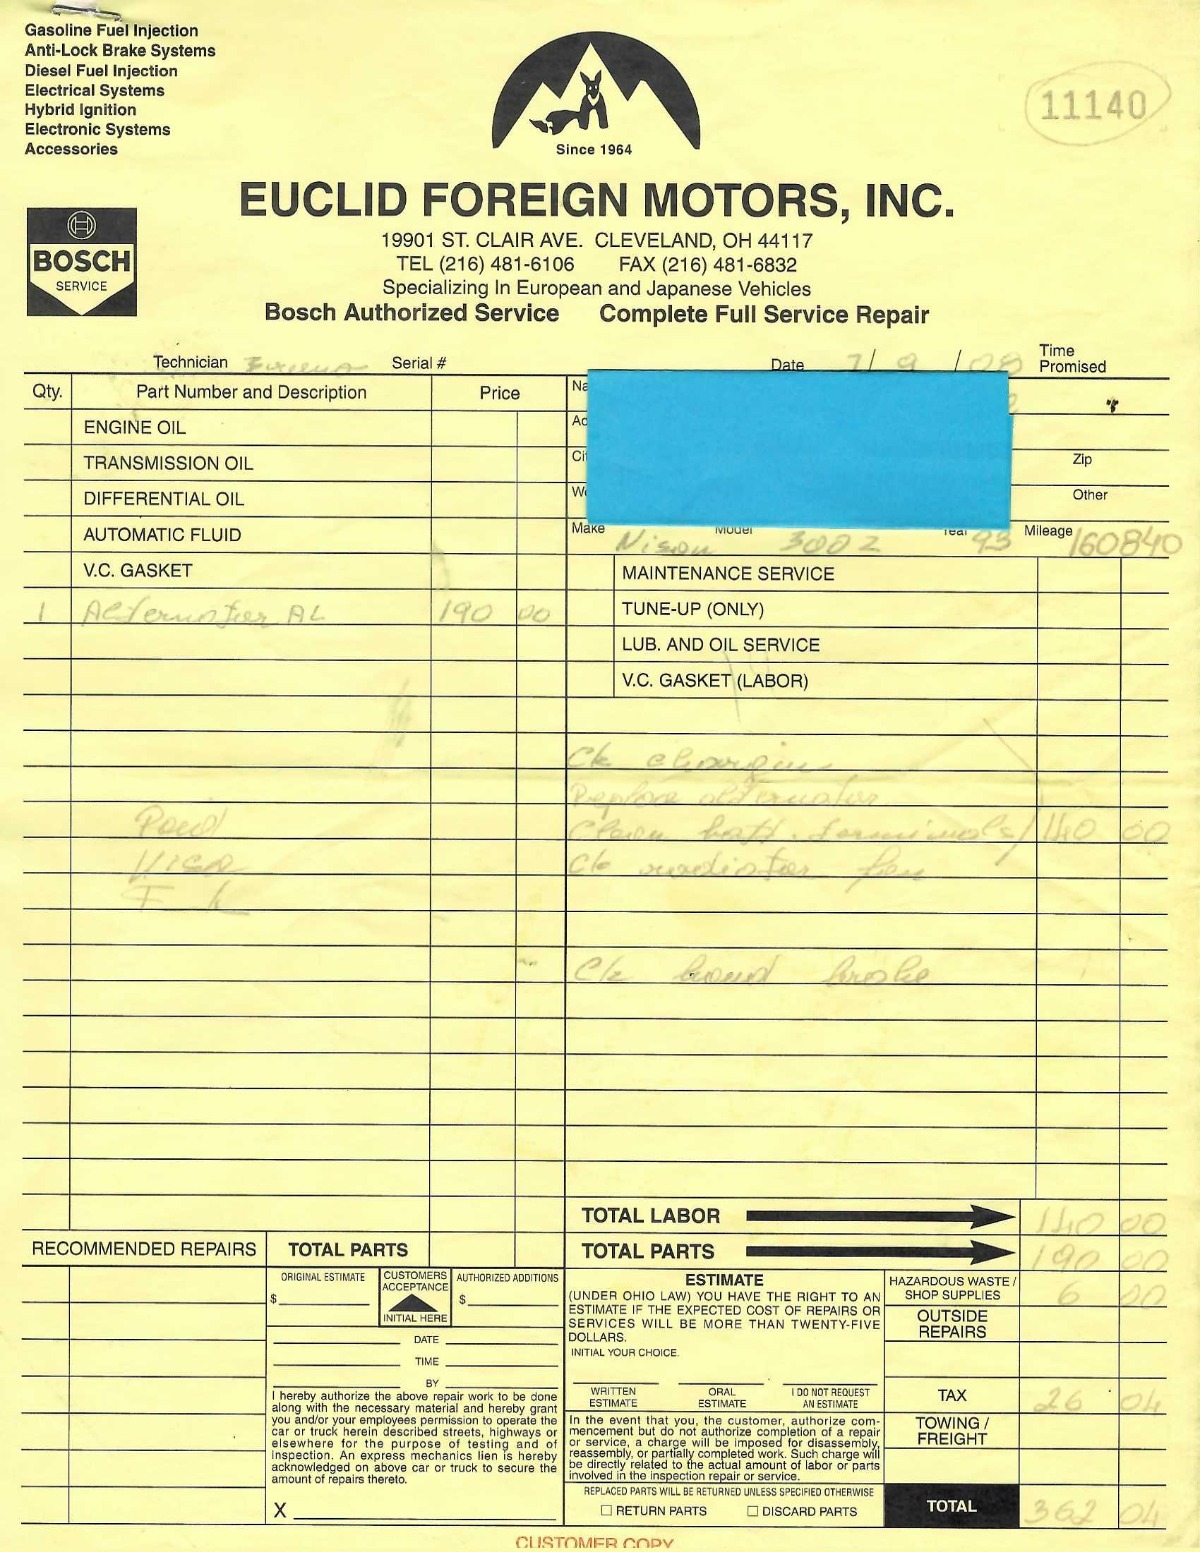 Gasoline Fuel Injection
Anti-Lock Brake Systems
Diesel Fuel Injection
Electrical Systems
Hybrid Ignition
Electronic Systems
Accessories
11140
Since 1964
BOSCH
SERVICE
EUCLID FOREIGN MOTORS, INC.
19901 ST. CLAIR AVE. CLEVELAND, OH 44117
TEL (216) 481-6106 FAX (216) 481-6832
Specializing In European and Japanese Vehicles
Bosch Authorized Service Complete Full Service Repair
Technician Serial # Date 7/9/08 Time Promised
Qty. Part Number and Description Price
ENGINE OIL
TRANSMISSION OIL
Zip
DIFFERENTIAL OIL
Other
AUTOMATIC FLUID
Make Nison Model 300Z Year 93 Mileage 160840
V.C. GASKET
MAINTENANCE SERVICE
1 Alternator AL 190 00
TUNE-UP (ONLY)
LUB. AND OIL SERVICE
V.C. GASKET (LABOR)
Ck chargin
Replace alternator
Paid
Clean batt. terminals/ 140 00
Visa
Ck radiator fan
Ck hand brake
TOTAL LABOR 140 00
RECOMMENDED REPAIRS TOTAL PARTS
TOTAL PARTS 190 00
ORIGINAL ESTIMATE
$
CUSTOMERS ACCEPTANCE
INITIAL HERE
AUTHORIZED ADDITIONS
$
DATE
TIME
BY
I hereby authorize the above repair work to be done
along with the necessary material and hereby grant
you and/or your employees permission to operate the
car or truck herein described streets, highways or
elsewhere for the purpose of testing and of
inspection. An express mechanics lien is hereby
acknowledged on above car or truck to secure the
amount of repairs thereto.
X
ESTIMATE
(UNDER OHIO LAW) YOU HAVE THE RIGHT TO AN
ESTIMATE IF THE EXPECTED COST OF REPAIRS OR
SERVICES WILL BE MORE THAN TWENTY-FIVE
DOLLARS.
INITIAL YOUR CHOICE.
WRITTEN ESTIMATE
ORAL ESTIMATE
I DO NOT REQUEST AN ESTIMATE
In the event that you, the customer, authorize com-
mencement but do not authorize completion of a repair
or service, a charge will be imposed for disassembly,
reassembly, or partially completed work. Such charge will
be directly related to the actual amount of labor or parts
involved in the inspection repair or service.
REPLACED PARTS WILL BE RETURNED UNLESS SPECIFIED OTHERWISE
☐ RETURN PARTS ☐ DISCARD PARTS
HAZARDOUS WASTE / SHOP SUPPLIES 6 00
OUTSIDE REPAIRS
TAX 26 04
TOWING / FREIGHT
TOTAL 362 04
CUSTOMER COPY